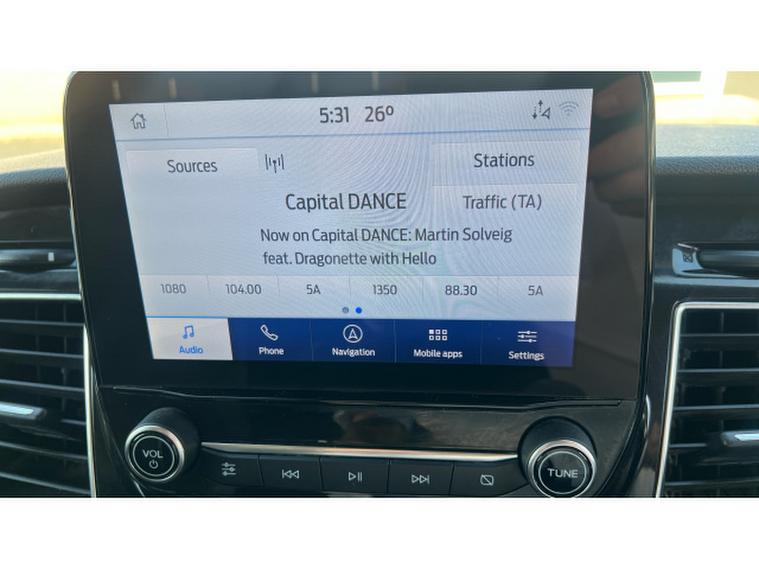 5:31 26º
Sources
Stations
Capital DANCE
Traffic (TA)
Now on Capital DANCE: Martin Solveig
feat. Dragonette with Hello
1080 104.00 5A 1350 88.30 5A
Audio Phone Navigation Mobile apps Settings
VOL
TUNE